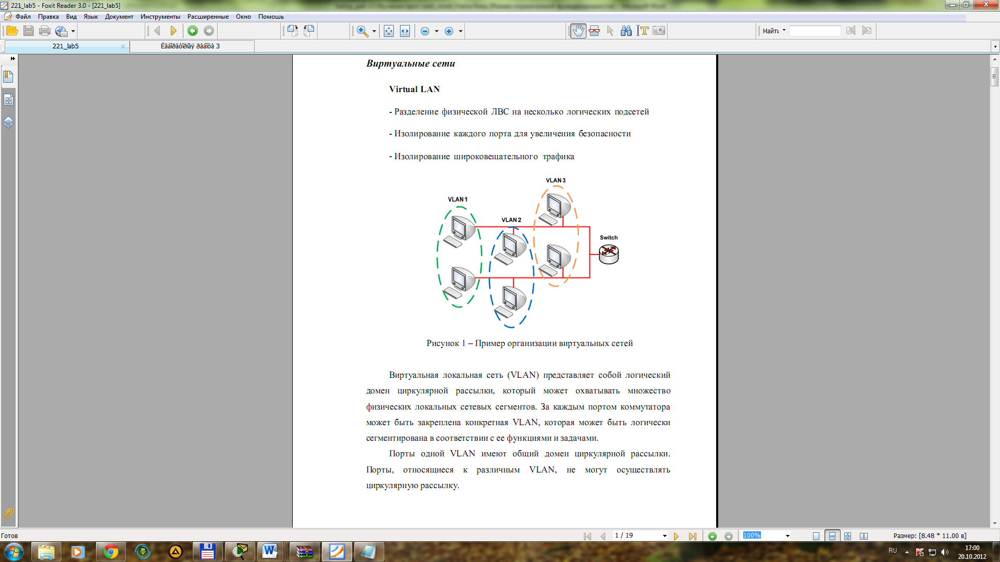 221_lab5 - Foxit Reader 3.0 - [221_lab5]
Файл Правка Вид Язык Документ Инструменты Расширенные Окно Помощь
Найти
221_lab5
Ëàáîðàòîðíàÿ ðàáîòà 3
Виртуальные сети
Virtual LAN
- Разделение физической ЛВС на несколько логических подсетей
- Изолирование каждого порта для увеличения безопасности
- Изолирование широковещательного трафика
VLAN 3
VLAN 1
VLAN 2
Switch
Рисунок 1 – Пример организации виртуальных сетей
Виртуальная локальная сеть (VLAN) представляет собой логический
домен циркулярной рассылки, который может охватывать множество
физических локальных сетевых сегментов. За каждым портом коммутатора
может быть закреплена конкретная VLAN, которая может быть логически
сегментирована в соответствии с ее функциями и задачами.
Порты одной VLAN имеют общий домен циркулярной рассылки.
Порты, относящиеся к различным VLAN, не могут осуществлять
циркулярную рассылку.
Готов
1 / 19
100%
Размер: [8.48 * 11.00 в]
RU
17:00
20.10.2012